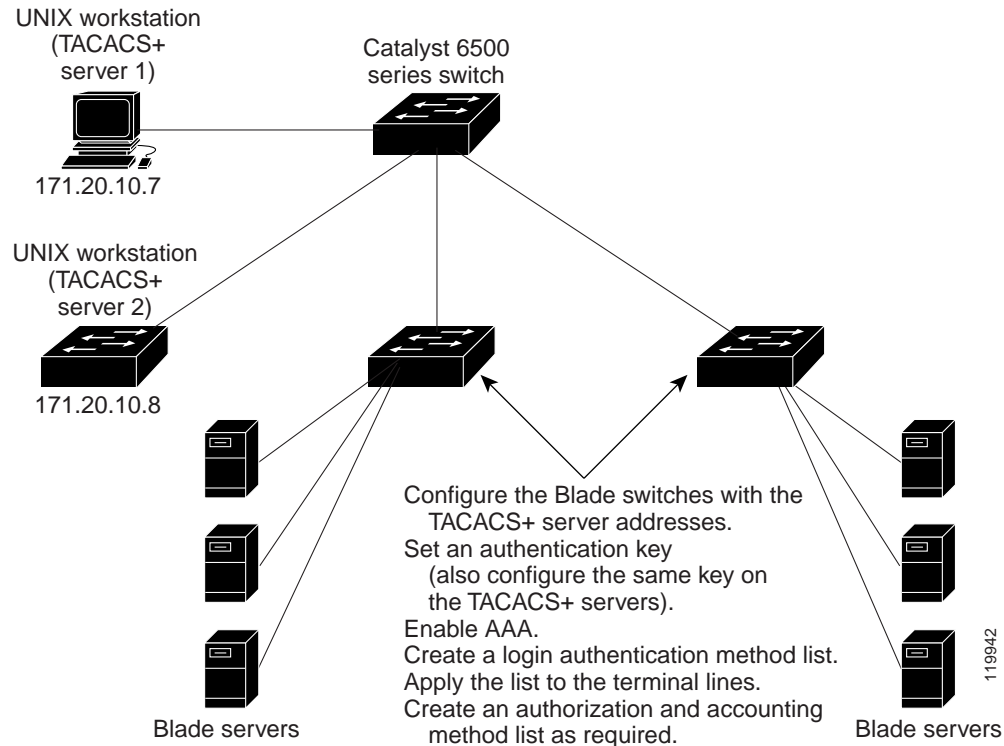 UNIX workstation
(TACACS+
server 1)
Catalyst 6500
series switch
171.20.10.7
UNIX workstation
(TACACS+
server 2)
171.20.10.8
Configure the Blade switches with the
TACACS+ server addresses.
Set an authentication key
(also configure the same key on
the TACACS+ servers).
Enable AAA.
Create a login authentication method list.
Apply the list to the terminal lines.
Create an authorization and accounting
method list as required.
Blade servers
Blade servers
119942